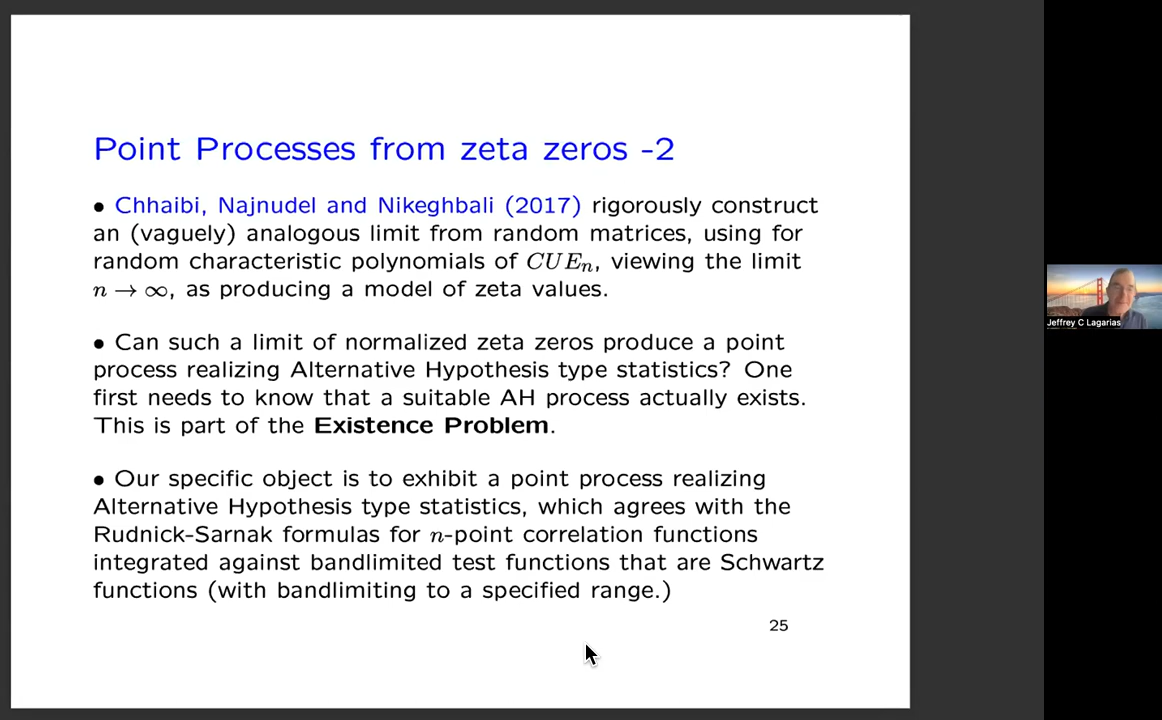 Point Processes from zeta zeros -2
• Chhaibi, Najnudel and Nikeghbali (2017) rigorously construct
an (vaguely) analogous limit from random matrices, using for
random characteristic polynomials of CUEₙ, viewing the limit
n → ∞, as producing a model of zeta values.
• Can such a limit of normalized zeta zeros produce a point
process realizing Alternative Hypothesis type statistics? One
first needs to know that a suitable AH process actually exists.
This is part of the Existence Problem.
• Our specific object is to exhibit a point process realizing
Alternative Hypothesis type statistics, which agrees with the
Rudnick-Sarnak formulas for n-point correlation functions
integrated against bandlimited test functions that are Schwartz
functions (with bandlimiting to a specified range.)
25
Jeffrey C Lagarias